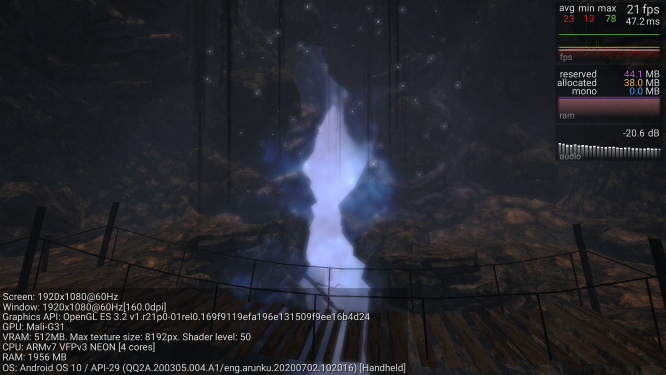 avg min max 21 fps
23 13 78 47.2 ms
fps
reserved 44.1 MB
allocated 38.0 MB
mono 0.0 MB
ram
-20.6 dB
audio
Screen: 1920x1080@60Hz
Window: 1920x1080@60Hz[160.0dpi]
Graphics API: OpenGL ES 3.2 v1.r21p0-01rel0.169f9119efa196e131509f9ee16b4d24
GPU: Mali-G31
VRAM: 512MB. Max texture size: 8192px. Shader level: 50
CPU: ARMv7 VFPv3 NEON [4 cores]
RAM: 1956 MB
OS: Android OS 10 / API-29 (QQ2A.200305.004.A1/eng.arunku.20200702.102016) [Handheld]